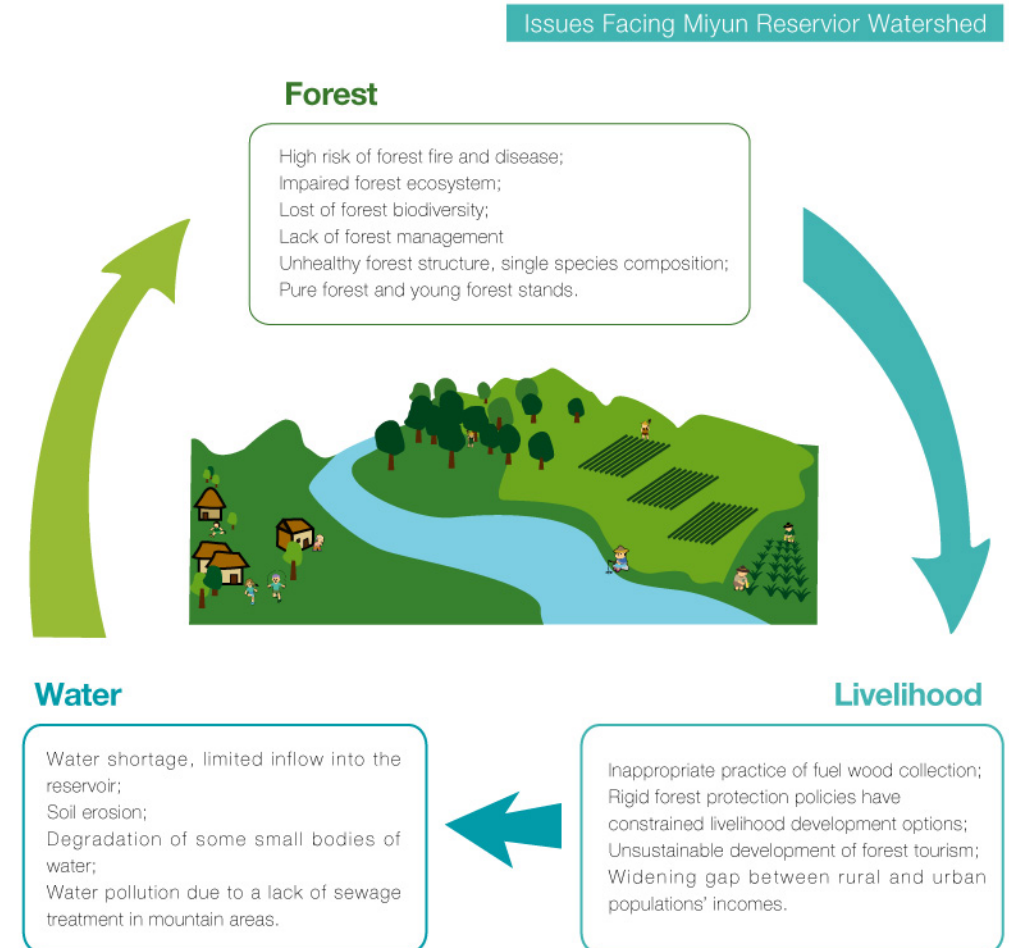 Issues Facing Miyun Reservior Watershed
Forest
High risk of forest fire and disease;
Impaired forest ecosystem;
Lost of forest biodiversity;
Lack of forest management
Unhealthy forest structure, single species composition;
Pure forest and young forest stands.
Water
Water shortage, limited inflow into the
reservoir;
Soil erosion;
Degradation of some small bodies of
water;
Water pollution due to a lack of sewage
treatment in mountain areas.
Livelihood
Inappropriate practice of fuel wood collection;
Rigid forest protection policies have
constrained livelihood development options;
Unsustainable development of forest tourism;
Widening gap between rural and urban
populations’ incomes.